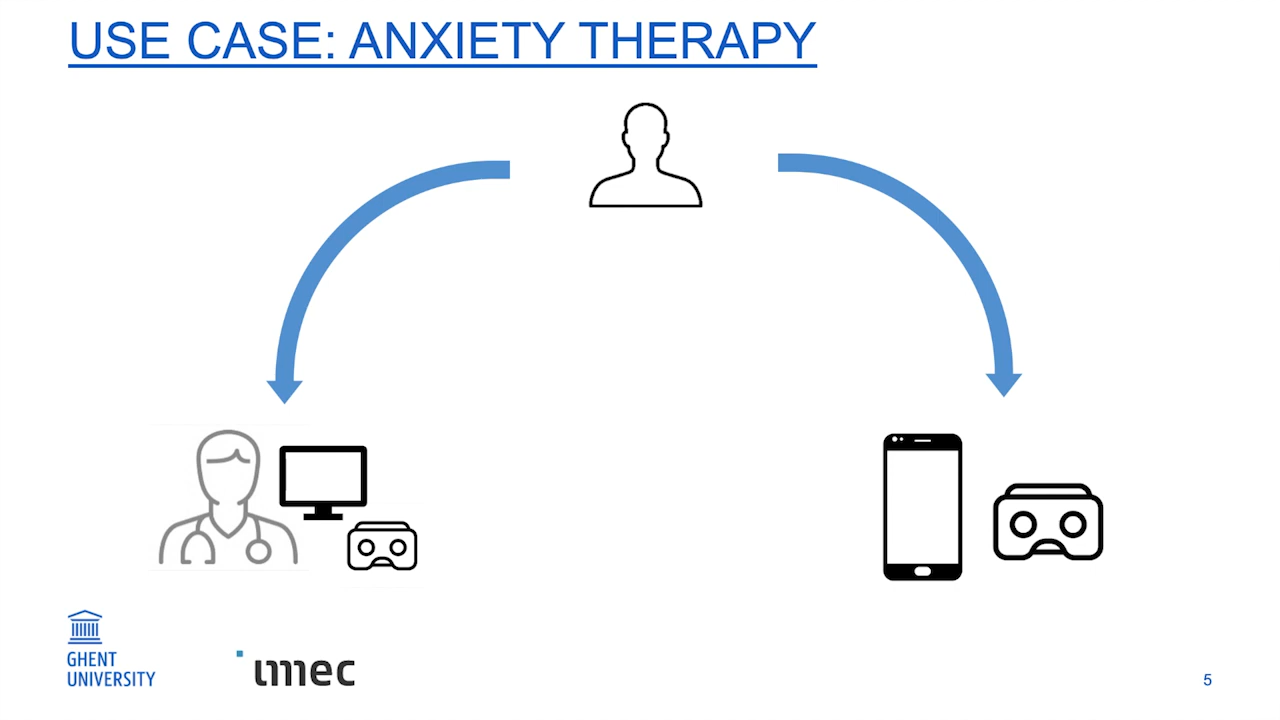 USE CASE: ANXIETY THERAPY
GHENT
UNIVERSITY
imec
5